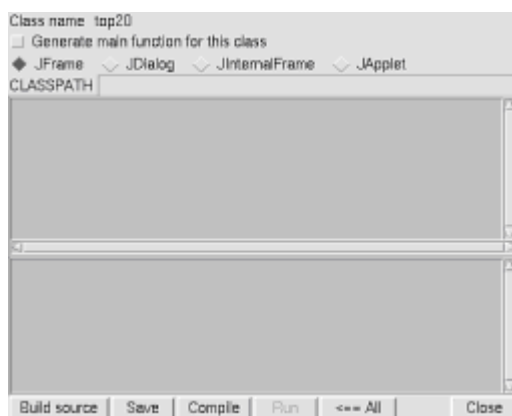 Class name top20
Generate main function for this class
JFrame JDialog JInternalFrame JApplet
CLASSPATH
Build source Save Compile Run <== All Close